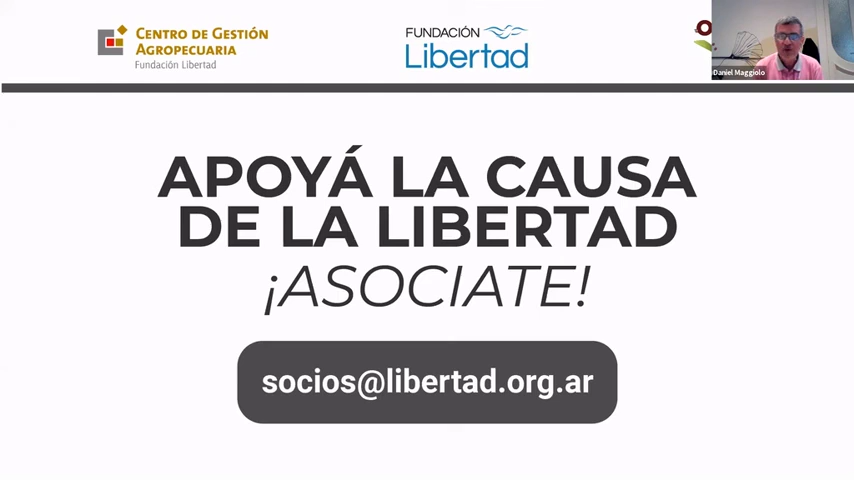 CENTRO DE GESTIÓN
AGROPECUARIA
Fundación Libertad
FUNDACIÓN
Libertad
Daniel Maggiolo
APOYÁ LA CAUSA
DE LA LIBERTAD
¡ASOCIATE!
socios@libertad.org.ar